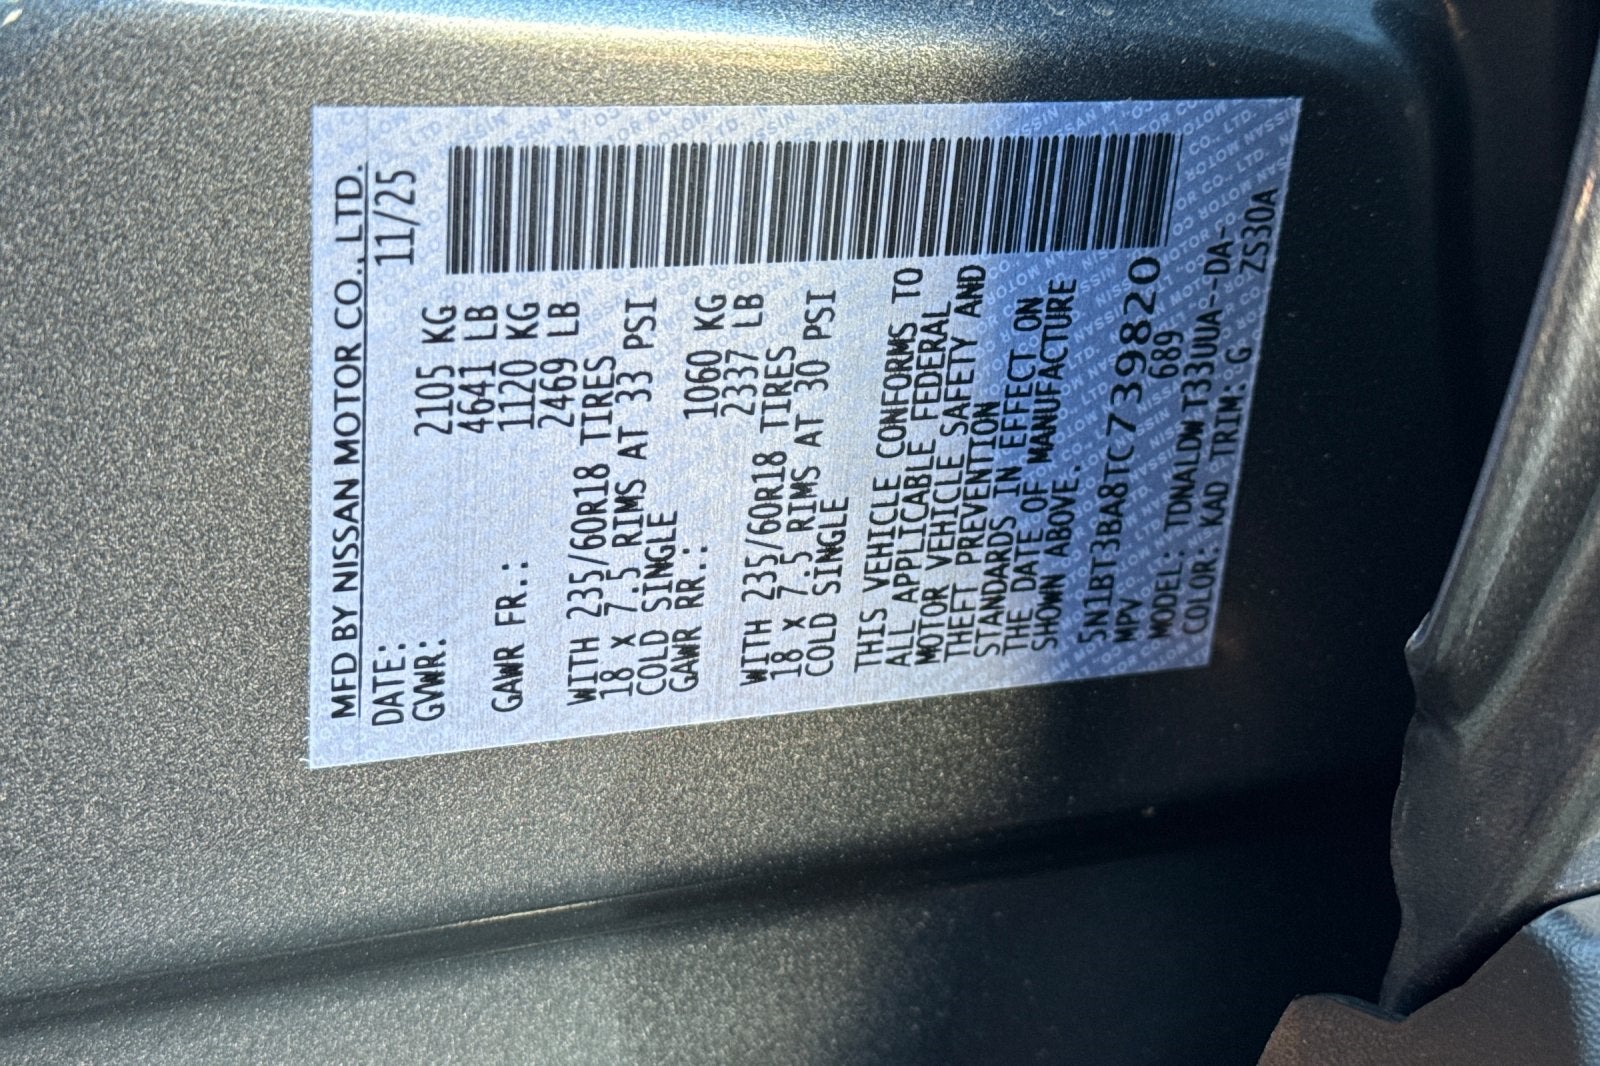 MFD BY NISSAN MOTOR CO., LTD.
DATE: 11/25
GVWR: 2105 KG
4641 LB
GAWR FR.: 1120 KG
2469 LB
WITH 235/60R18 TIRES
18 x 7.5 RIMS AT 33 PSI
COLD SINGLE
GAWR RR.: 1060 KG
2337 LB
WITH 235/60R18 TIRES
18 x 7.5 RIMS AT 30 PSI
COLD SINGLE
THIS VEHICLE CONFORMS TO
ALL APPLICABLE FEDERAL
MOTOR VEHICLE SAFETY AND
THEFT PREVENTION
STANDARDS IN EFFECT ON
THE DATE OF MANUFACTURE
SHOWN ABOVE.
5N1BT3BA8TC739820
MPV 689
MODEL: TDNALDWT33UUA--DA-
COLOR: KAD TRIM: G ZS30A